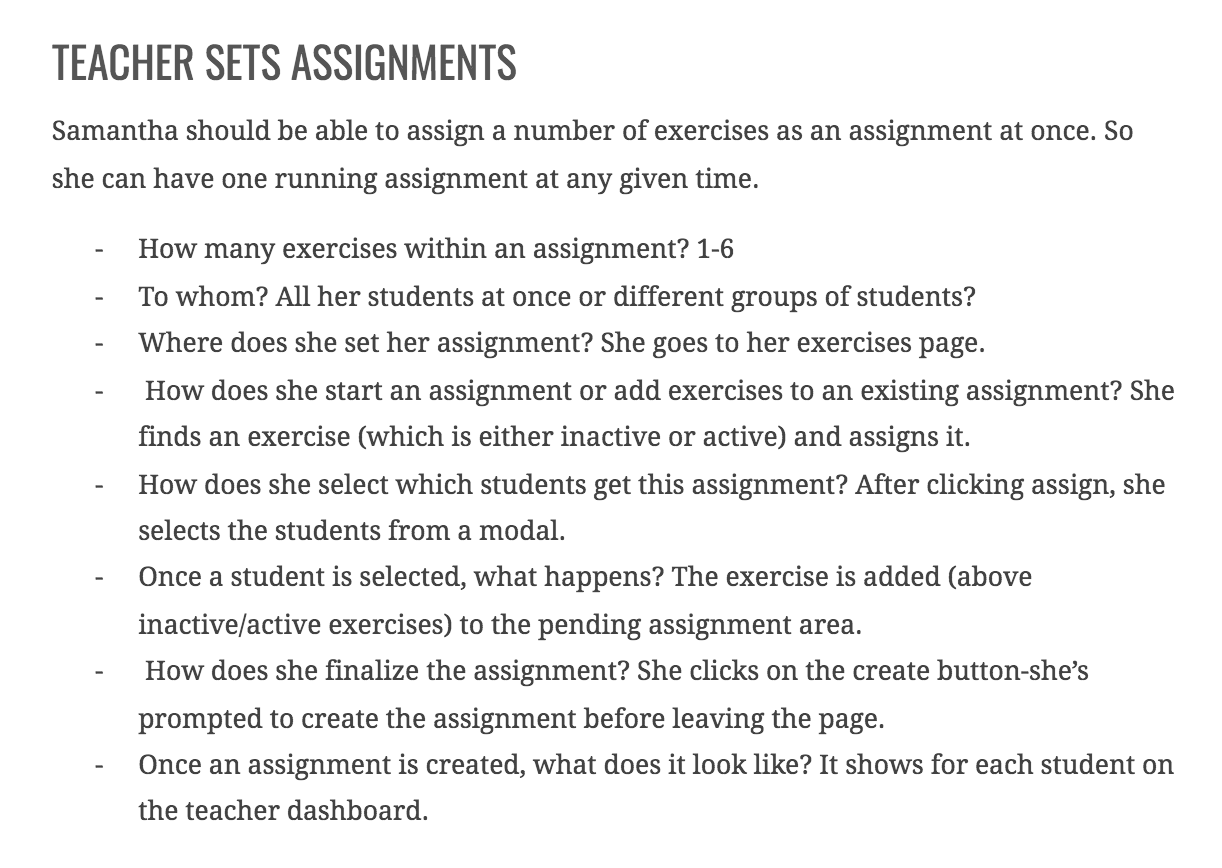 TEACHER SETS ASSIGNMENTS
Samantha should be able to assign a number of exercises as an assignment at once. So
she can have one running assignment at any given time.
- How many exercises within an assignment? 1-6
- To whom? All her students at once or different groups of students?
- Where does she set her assignment? She goes to her exercises page.
- How does she start an assignment or add exercises to an existing assignment? She
finds an exercise (which is either inactive or active) and assigns it.
- How does she select which students get this assignment? After clicking assign, she
selects the students from a modal.
- Once a student is selected, what happens? The exercise is added (above
inactive/active exercises) to the pending assignment area.
- How does she finalize the assignment? She clicks on the create button-she’s
prompted to create the assignment before leaving the page.
- Once an assignment is created, what does it look like? It shows for each student on
the teacher dashboard.